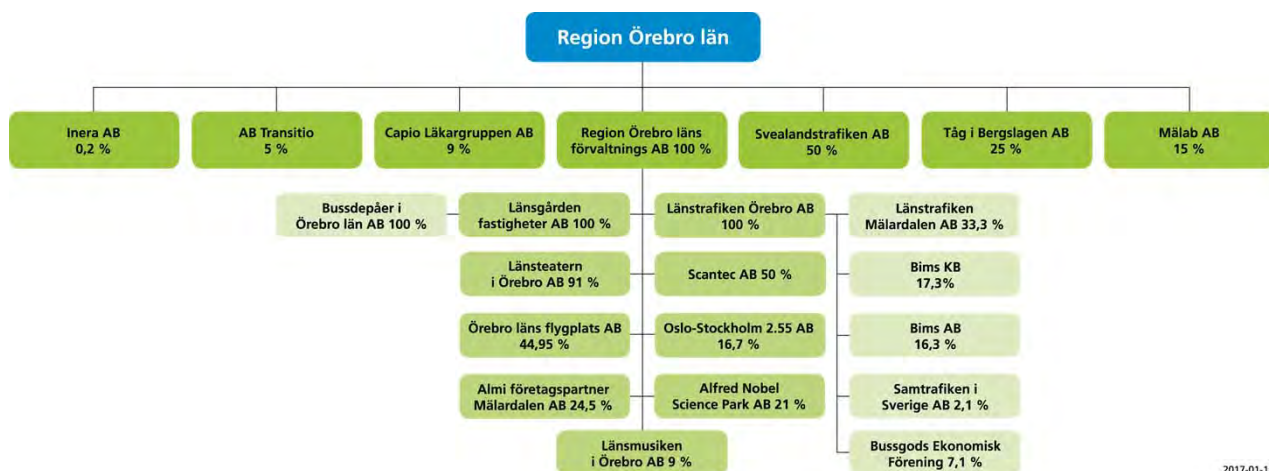 Region Örebro län
Inera AB
0,2 %
AB Transitio
5 %
Capio Läkargruppen AB
9 %
Region Örebro läns
förvaltnings AB 100 %
Svealandstrafiken AB
50 %
Tåg i Bergslagen AB
25 %
Mälab AB
15 %
Bussdepåer i
Örebro län AB 100 %
Länsgården
fastigheter AB 100 %
Länstrafiken Örebro AB
100 %
Länstrafiken
Mälardalen AB 33,3 %
Länsteatern
i Örebro AB 91 %
Scantec AB 50 %
Bims KB
17,3%
Örebro läns flygplats AB
44,95 %
Oslo-Stockholm 2.55 AB
16,7 %
Bims AB
16,3 %
Almi företagspartner
Mälardalen AB 24,5 %
Alfred Nobel
Science Park AB 21 %
Samtrafiken i
Sverige AB 2,1 %
Länsmusiken
i Örebro AB 9 %
Bussgods Ekonomisk
Förening 7,1 %
2017-01-1